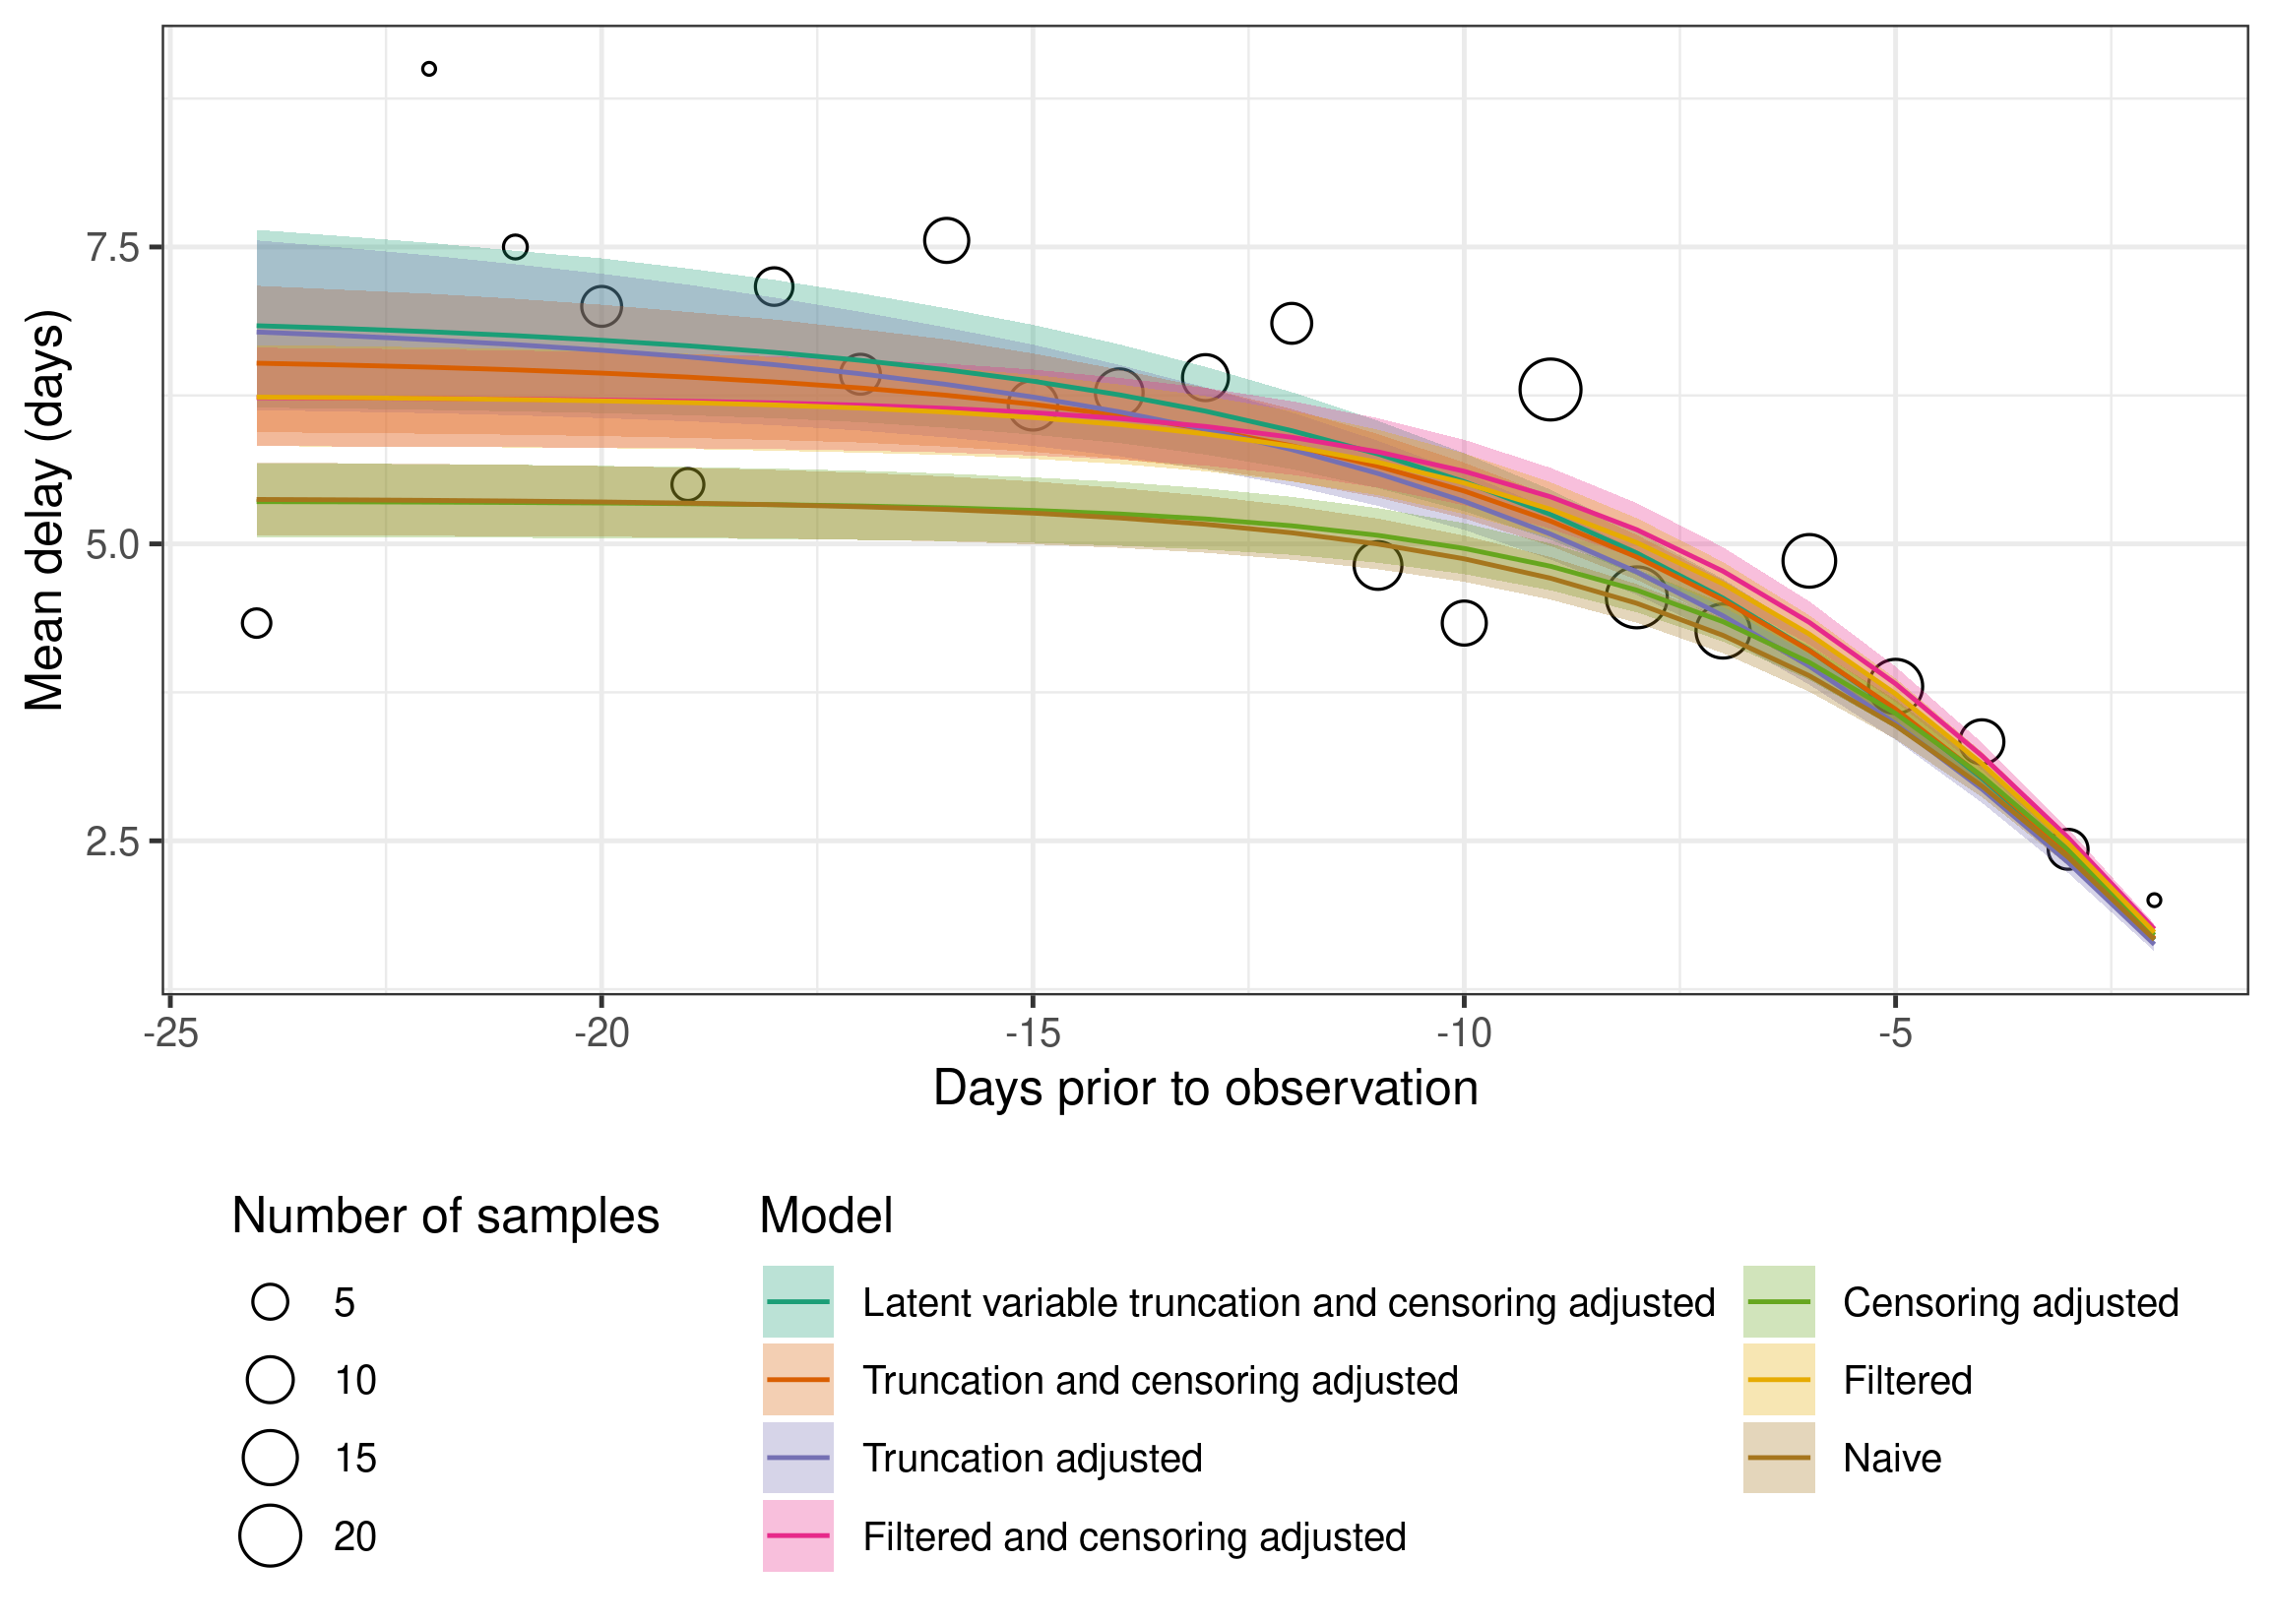 Mean delay (days)
7.5
5.0
2.5
-25
-20
-15
-10
-5
Days prior to observation
Number of samples
5
10
15
20
Model
Latent variable truncation and censoring adjusted
Truncation and censoring adjusted
Truncation adjusted
Filtered and censoring adjusted
Censoring adjusted
Filtered
Naive